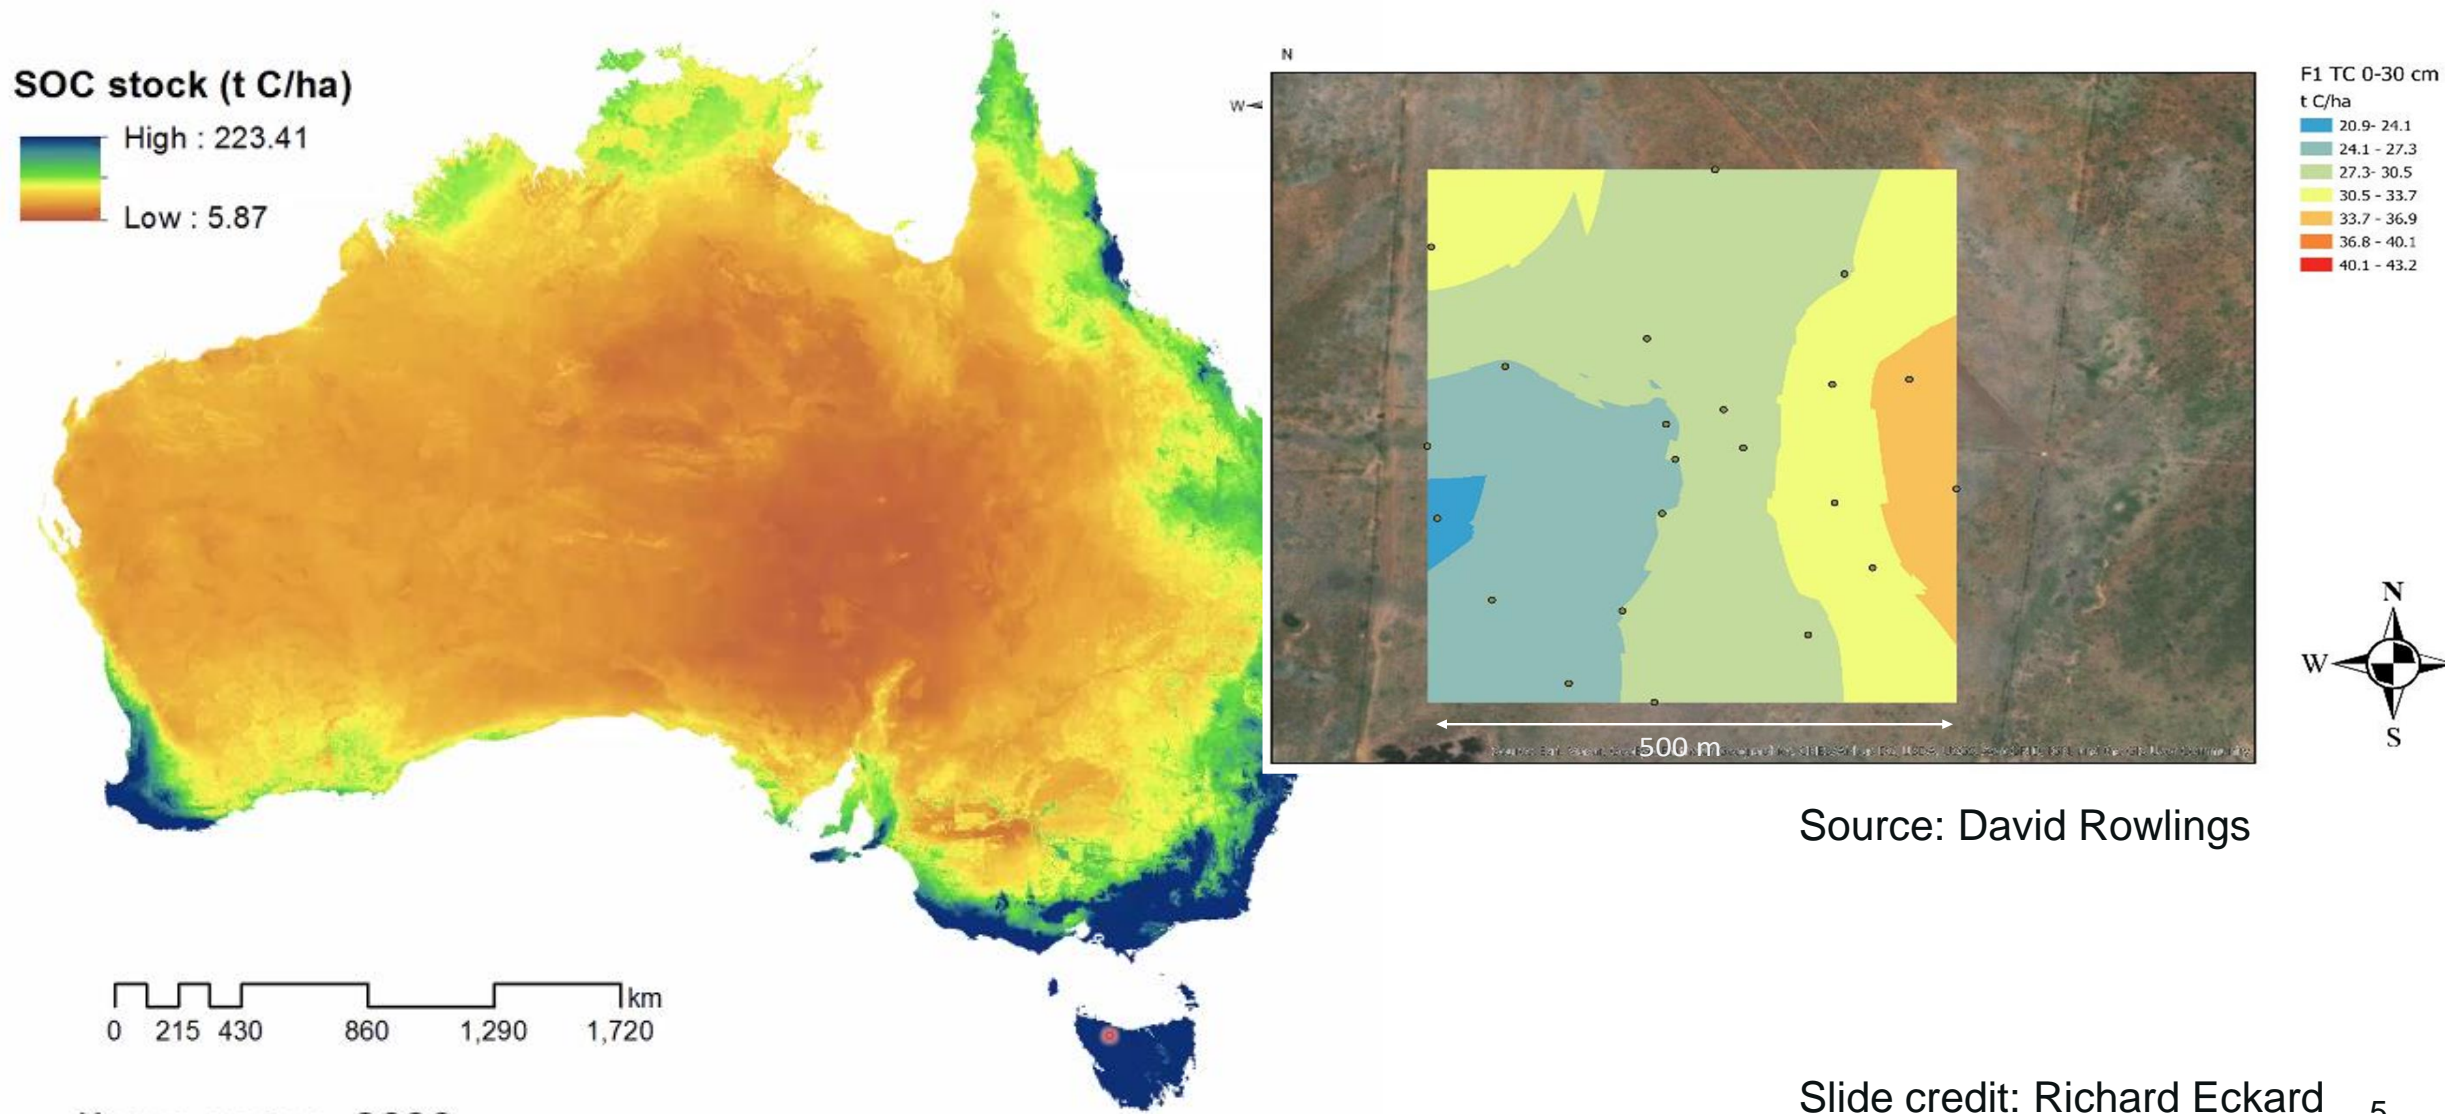 SOC stock (t C/ha)
High : 223.41
Low : 5.87
N
W
F1 TC 0-30 cm
t C/ha
20.9- 24.1
24.1 - 27.3
27.3- 30.5
30.5 - 33.7
33.7 - 36.9
36.8 - 40.1
40.1 - 43.2
N
W
S
500 m
Source: David Rowlings
km
0 215 430 860 1,290 1,720
Slide credit: Richard Eckard
5